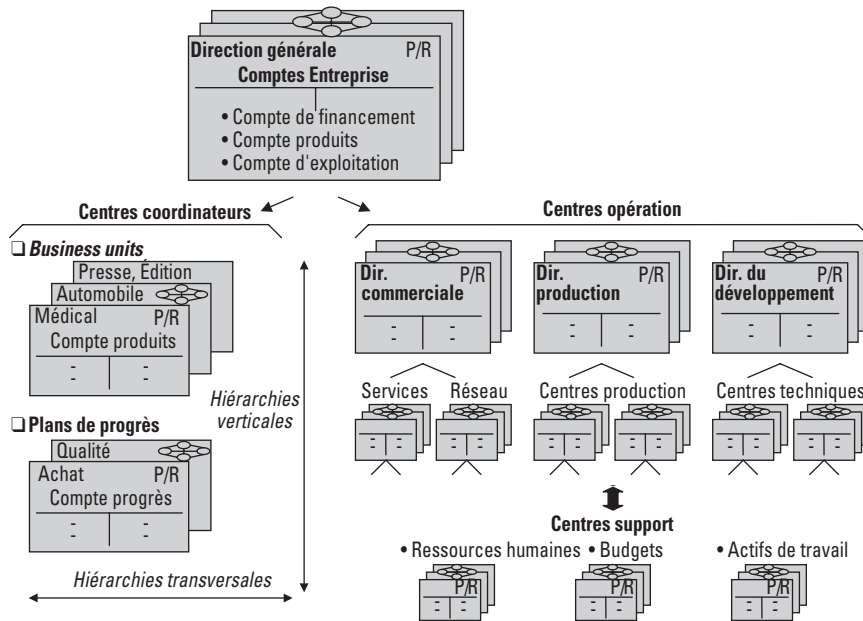 Direction générale P/R
Comptes Entreprise
• Compte de financement
• Compte produits
• Compte d'exploitation
Centres coordinateurs
❏ Business units
Presse, Édition
Automobile
Médical P/R
Compte produits
- -
- -
❏ Plans de progrès
Qualité
Achat P/R
Compte progrès
- -
- -
Hiérarchies
verticales
Hiérarchies transversales
Centres opération
Dir. P/R
commerciale
- -
- -
Dir. P/R
production
- -
- -
Dir. du P/R
développement
- -
- -
Services Réseau
- - - -
- - - -
Centres production
- - - -
- - - -
Centres techniques
- - - -
- - - -
Centres support
• Ressources humaines • Budgets • Actifs de travail
P/R P/R P/R
- - - - - -
- - - - - -